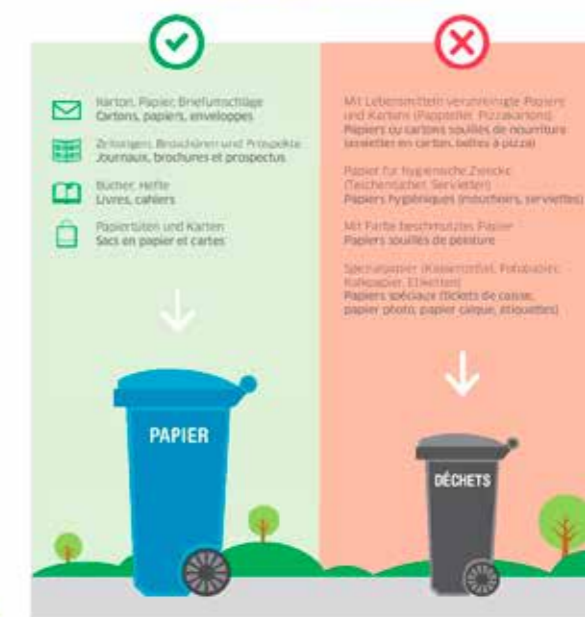 Karton, Papier, Briefumschläge
Cartons, papiers, enveloppes
Zeitungen, Broschüren und Prospekte
Journaux, brochures et prospectus
Bücher, Hefte
Livres, cahiers
Papiertüten und Karten
Sacs en papier et cartes
PAPIER
Mit Lebensmitteln verunreinigte Papiere
und Kartons (Pappteller, Pizzakartons)
Papiers ou cartons souillés de nourriture
(assiettes en carton, boîtes à pizza)
Papier für hygienische Zwecke
(Taschentücher, Servietten)
Papiers hygiéniques (mouchoirs, serviettes)
Mit Farbe beschmutztes Papier
Papiers souillés de peinture
Spezialpapier (Kassenzettel, Fotopapier,
Kalkpapier, Etiketten)
Papiers spéciaux (tickets de caisse,
papier photo, papier calque, étiquettes)
DÉCHETS